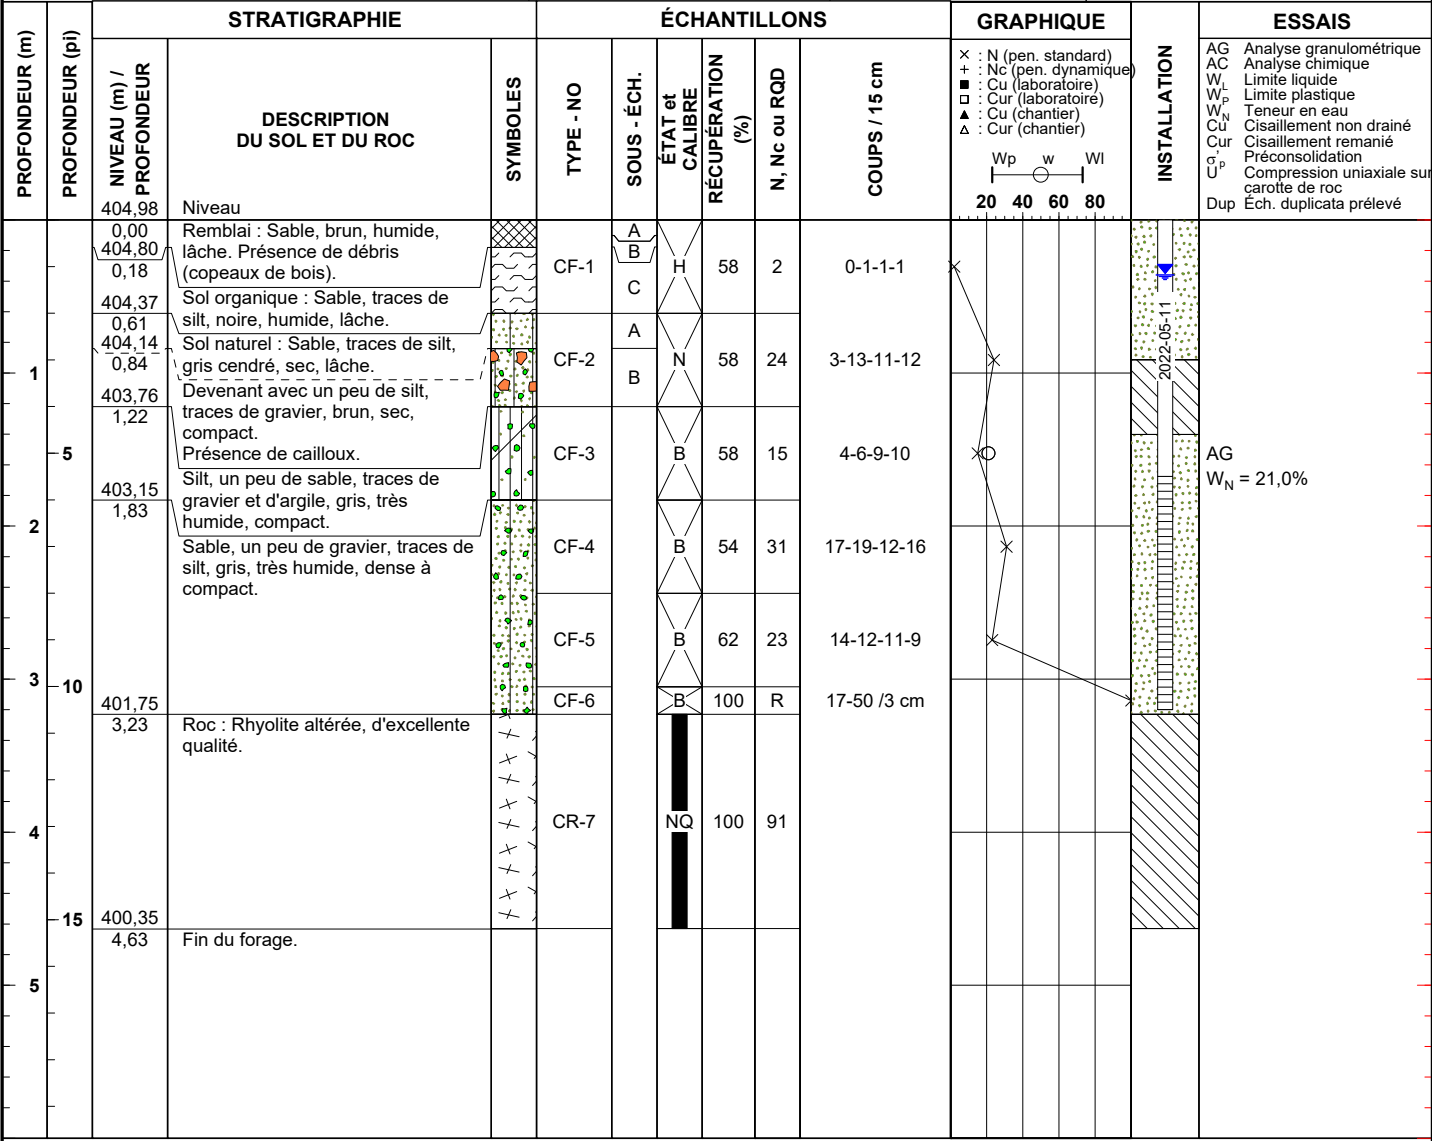 STRATIGRAPHIE
ÉCHANTILLONS
GRAPHIQUE
ESSAIS
PROFONDEUR (m)
PROFONDEUR (pi)
NIVEAU (m) /
PROFONDEUR
DESCRIPTION
DU SOL ET DU ROC
SYMBOLES
TYPE - NO
SOUS - ÉCH.
ÉTAT et
CALIBRE
RÉCUPÉRATION
(%)
N, Nc ou RQD
COUPS / 15 cm
× : N (pen. standard)
+ : Nc (pen. dynamique)
■ : Cu (laboratoire)
□ : Cur (laboratoire)
▲ : Cu (chantier)
△ : Cur (chantier)
Wp w Wl
20 40 60 80
INSTALLATION
AG Analyse granulométrique
AC Analyse chimique
W_L Limite liquide
W_P Limite plastique
W_N Teneur en eau
Cu Cisaillement non drainé
Cur Cisaillement remanié
σ'_p Préconsolidation
U Compression uniaxiale sur
carotte de roc
Dup Éch. duplicata prélevé
404,98 Niveau
0,00 Remblai : Sable, brun, humide,
404,80 lâche. Présence de débris
0,18 (copeaux de bois).
A
B
C
CF-1 H 58 2 0-1-1-1
404,37 Sol organique : Sable, traces de
silt, noire, humide, lâche.
0,61
404,14 Sol naturel : Sable, traces de silt,
0,84 gris cendré, sec, lâche.
A
B
CF-2 N 58 24 3-13-11-12
2022-05-11
1
403,76 Devenant avec un peu de silt,
1,22 traces de gravier, brun, sec,
compact.
Présence de cailloux.
5
CF-3 B 58 15 4-6-9-10
AG
W_N = 21,0%
403,15 Silt, un peu de sable, traces de
gravier et d'argile, gris, très
1,83 humide, compact.
2
Sable, un peu de gravier, traces de
silt, gris, très humide, dense à
compact.
CF-4 B 54 31 17-19-12-16
CF-5 B 62 23 14-12-11-9
3
10
401,75
CF-6 B 100 R 17-50 /3 cm
3,23 Roc : Rhyolite altérée, d'excellente
qualité.
4
CR-7 NQ 100 91
15
400,35
4,63 Fin du forage.
5